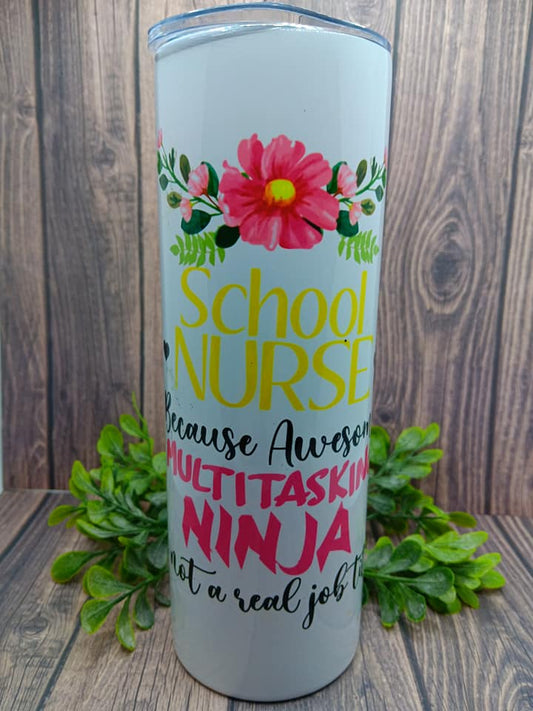 School
NURSE
Because Awesom
MULTITASKIN
NINJA
not a real job t